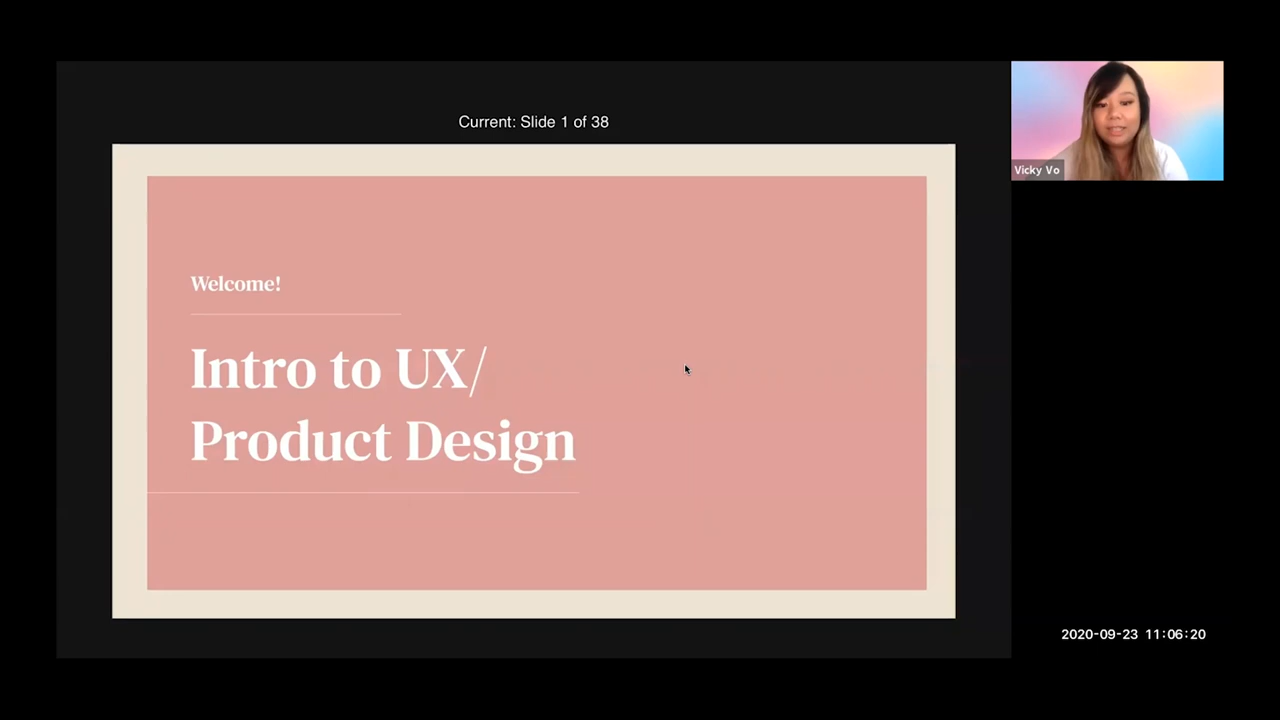 Current: Slide 1 of 38
Vicky Vo
Welcome!
Intro to UX/
Product Design
2020-09-23 11:06:20